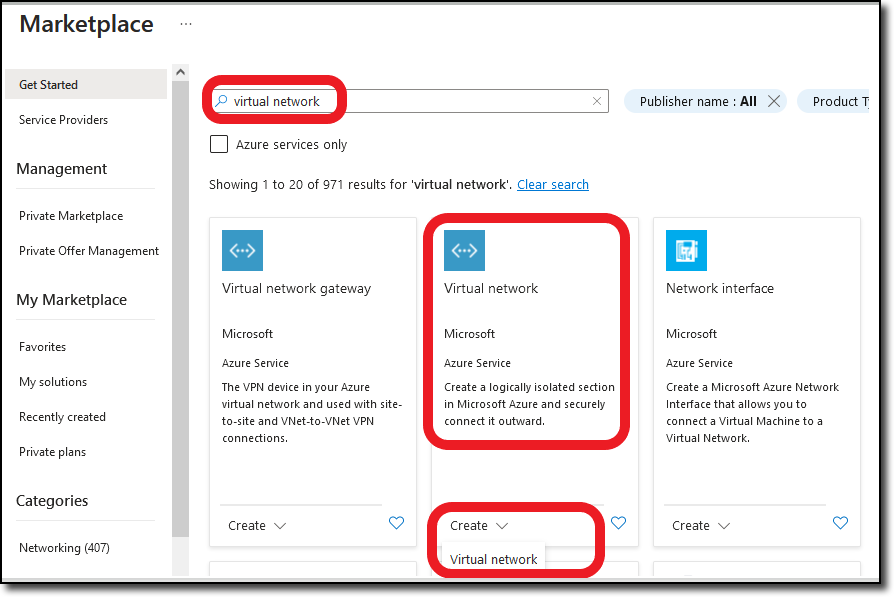 Marketplace ...
Get Started
Service Providers
Management
Private Marketplace
Private Offer Management
My Marketplace
Favorites
My solutions
Recently created
Private plans
Categories
Networking (407)
virtual network
Publisher name : All
Product Ty
Azure services only
Showing 1 to 20 of 971 results for 'virtual network'. Clear search
Virtual network gateway
Microsoft
Azure Service
The VPN device in your Azure
virtual network and used with site-
to-site and VNet-to-VNet VPN
connections.
Create
Virtual network
Microsoft
Azure Service
Create a logically isolated section
in Microsoft Azure and securely
connect it outward.
Create
Virtual network
Network interface
Microsoft
Azure Service
Create a Microsoft Azure Network
Interface that allows you to
connect a Virtual Machine to a
Virtual Network.
Create